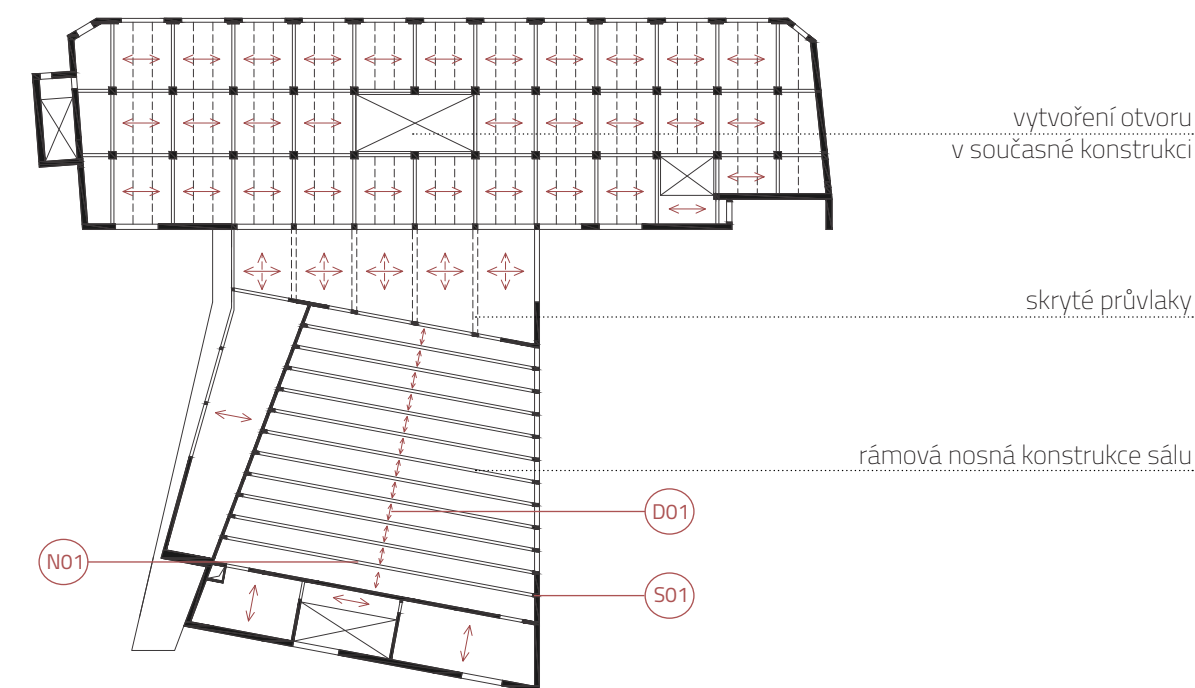 vytvoření otvoru
v současné konstrukci
skryté průvlaky
rámová nosná konstrukce sálu
D01
N01
S01